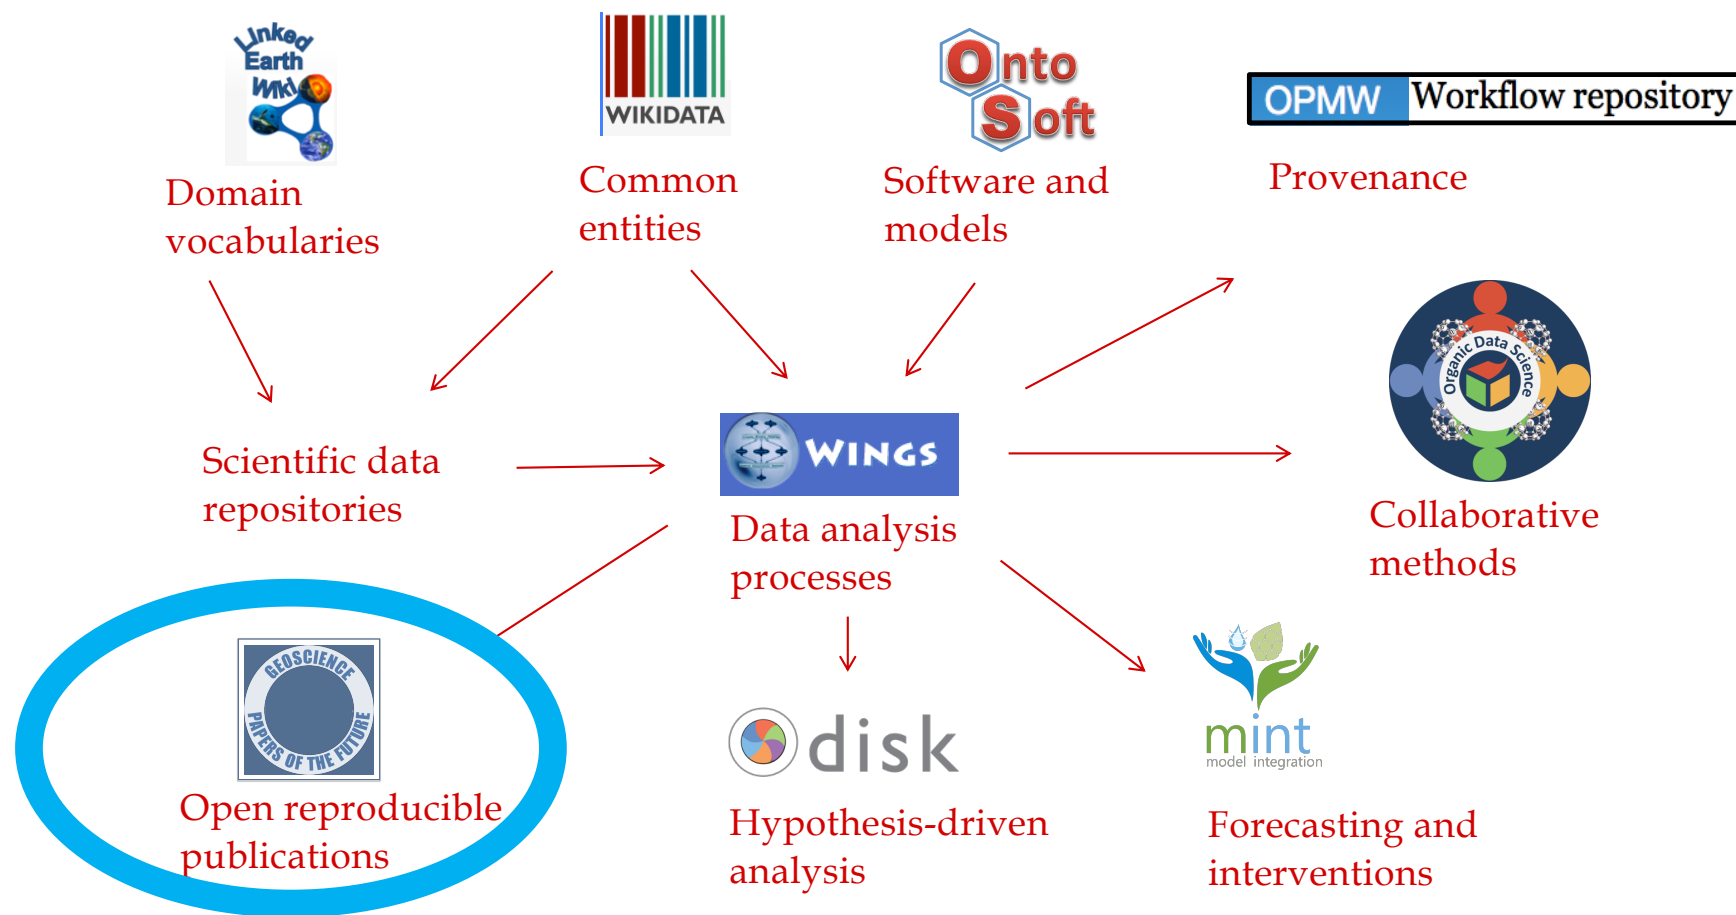 Linked
Earth
Wiki
WIKIDATA
Onto
Soft
OPMW Workflow repository
Domain
vocabularies
Common
entities
Software and
models
Provenance
Organic Data Science
Scientific data
repositories
WINGS
Data analysis
processes
Collaborative
methods
GEOSCIENCE
PAPERS OF THE FUTURE
Open reproducible
publications
disk
Hypothesis-driven
analysis
mint
model integration
Forecasting and
interventions